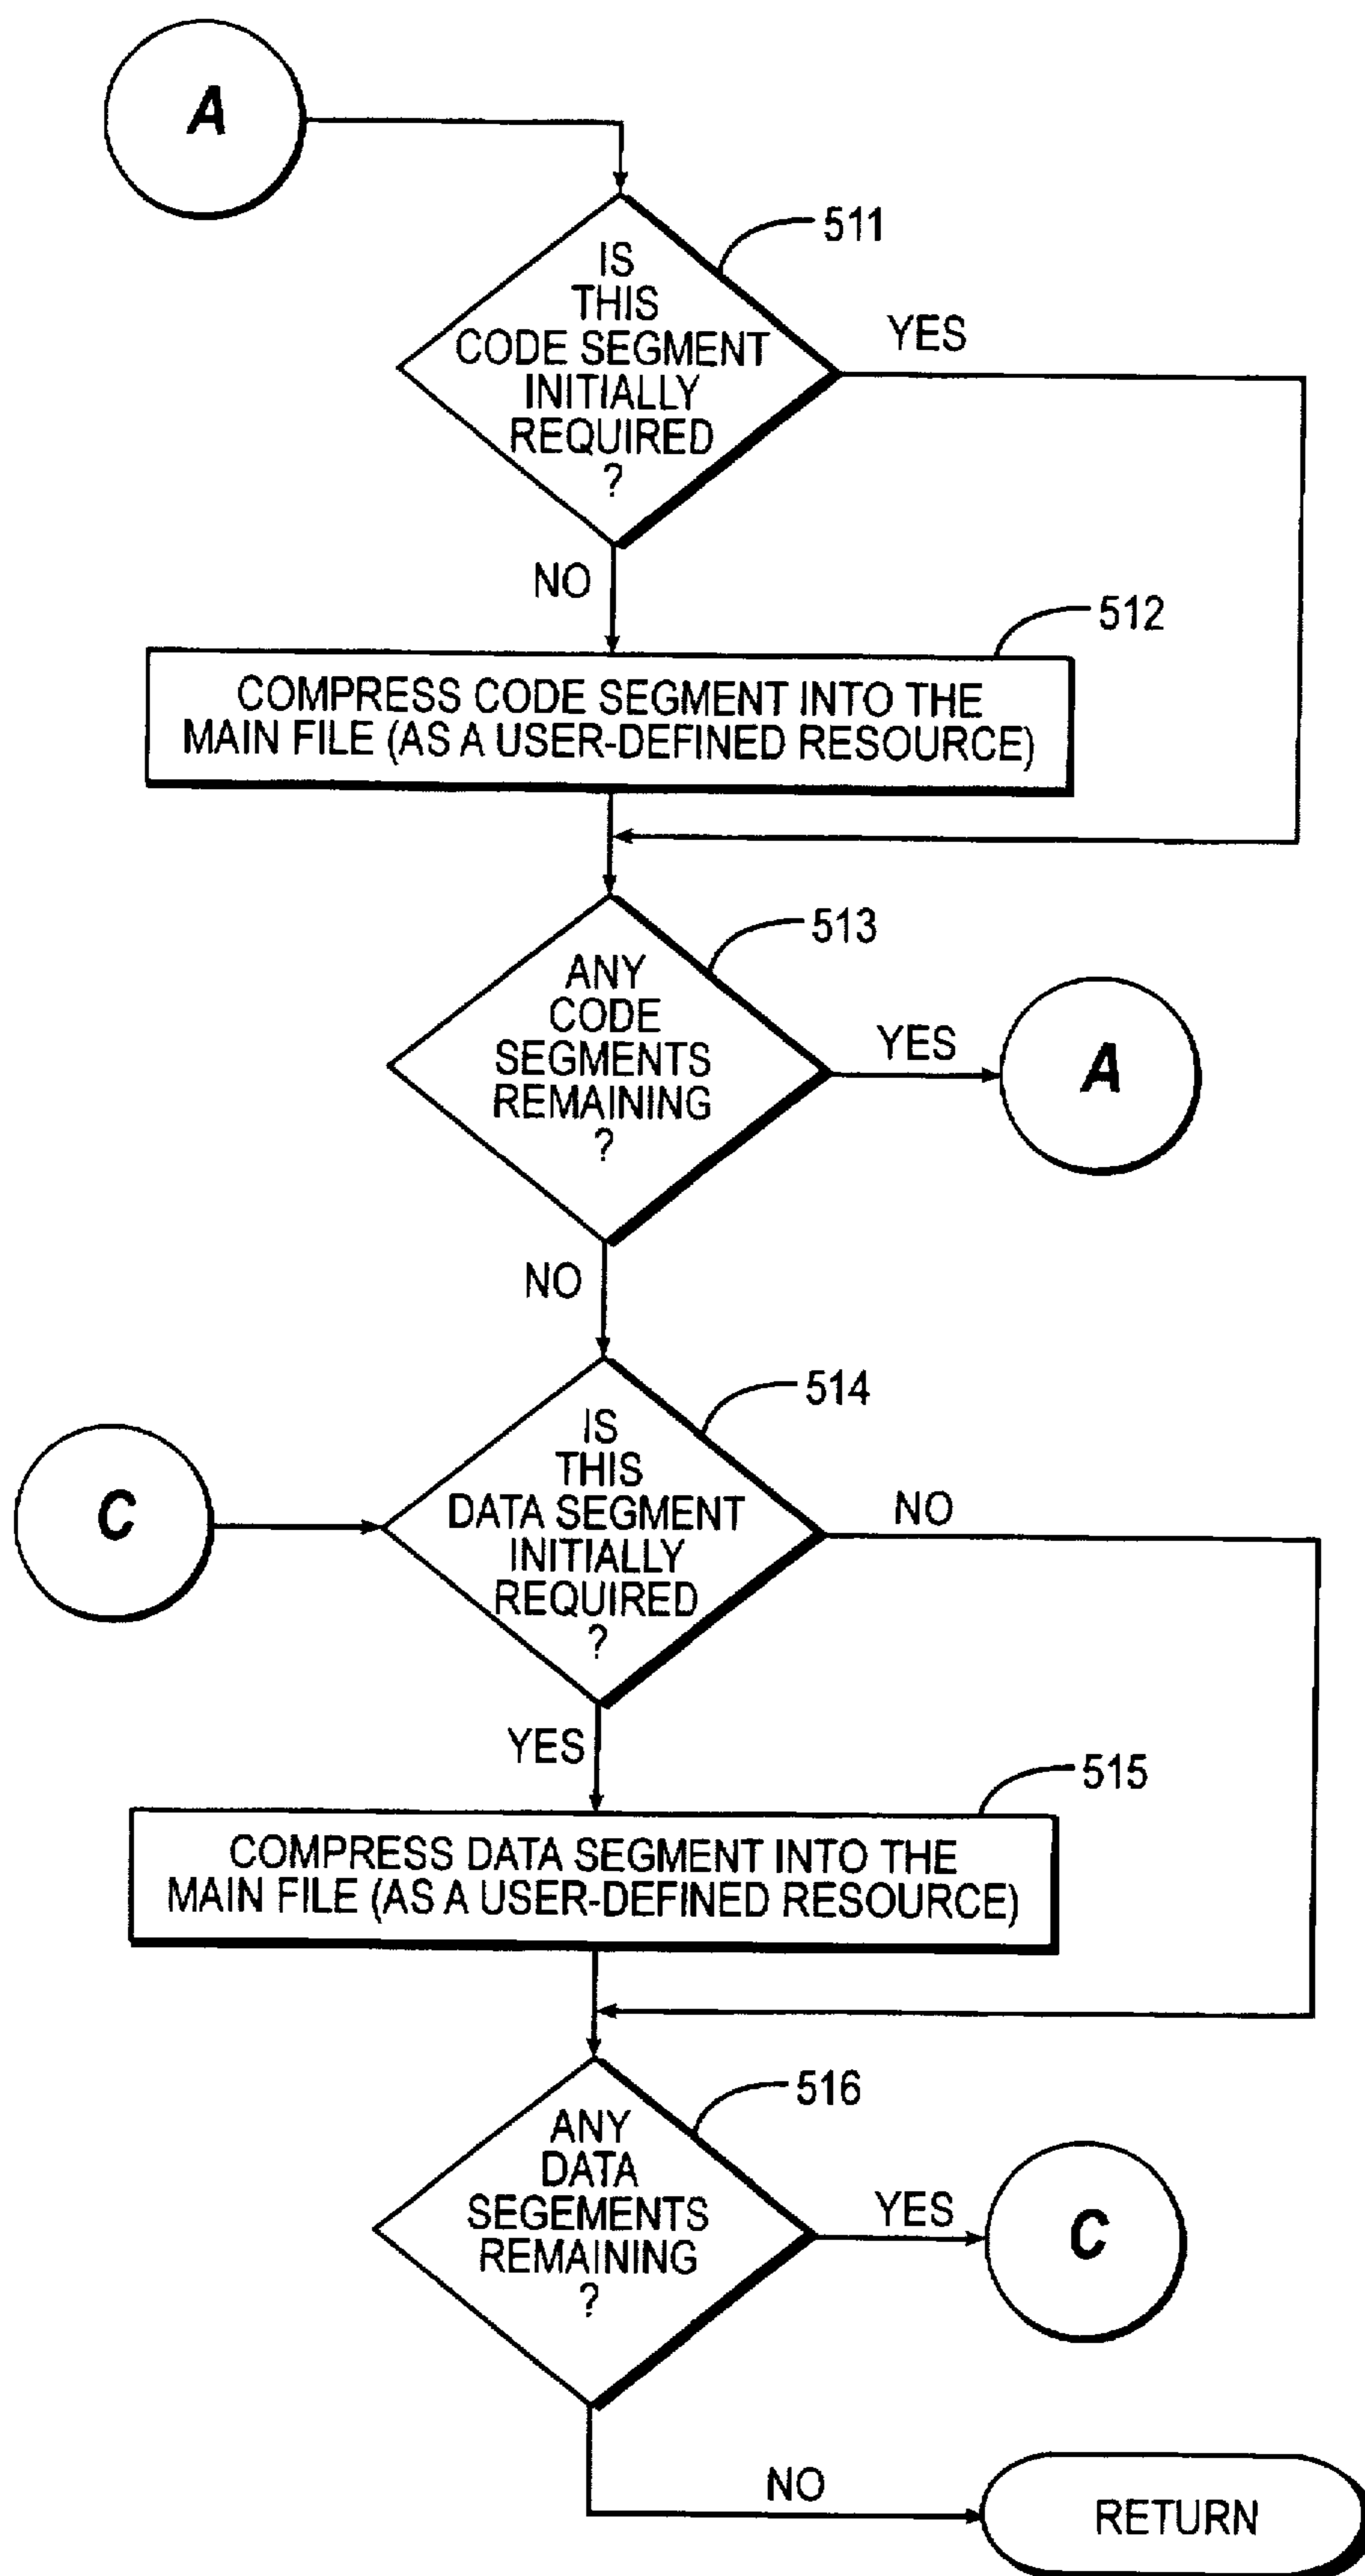 A
511
IS
THIS
CODE SEGMENT
INITIALLY
REQUIRED
?
YES
NO
512
COMPRESS CODE SEGMENT INTO THE
MAIN FILE (AS A USER-DEFINED RESOURCE)
513
ANY
CODE
SEGMENTS
REMAINING
?
YES
A
NO
514
IS
THIS
DATA SEGMENT
INITIALLY
REQUIRED
?
C
NO
YES
515
COMPRESS DATA SEGMENT INTO THE
MAIN FILE (AS A USER-DEFINED RESOURCE)
516
ANY
DATA
SEGEMENTS
REMAINING
?
YES
C
NO
RETURN